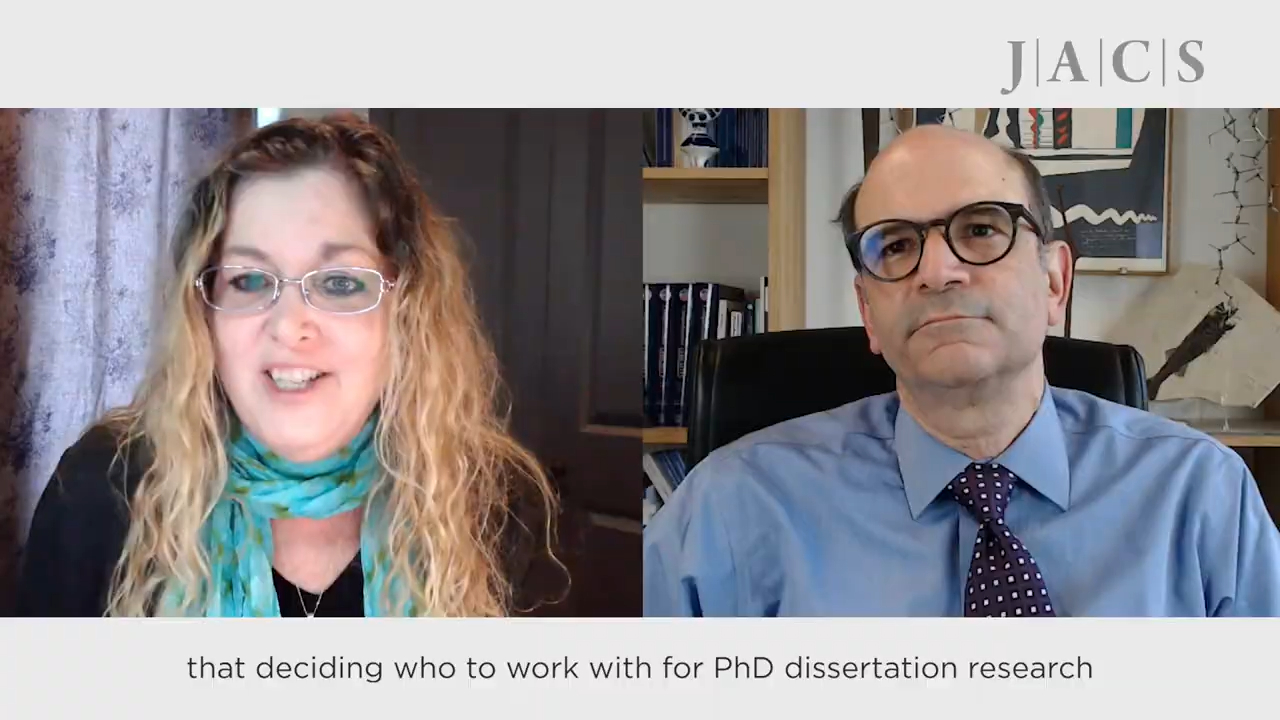 J|A|C|S
that deciding who to work with for PhD dissertation research